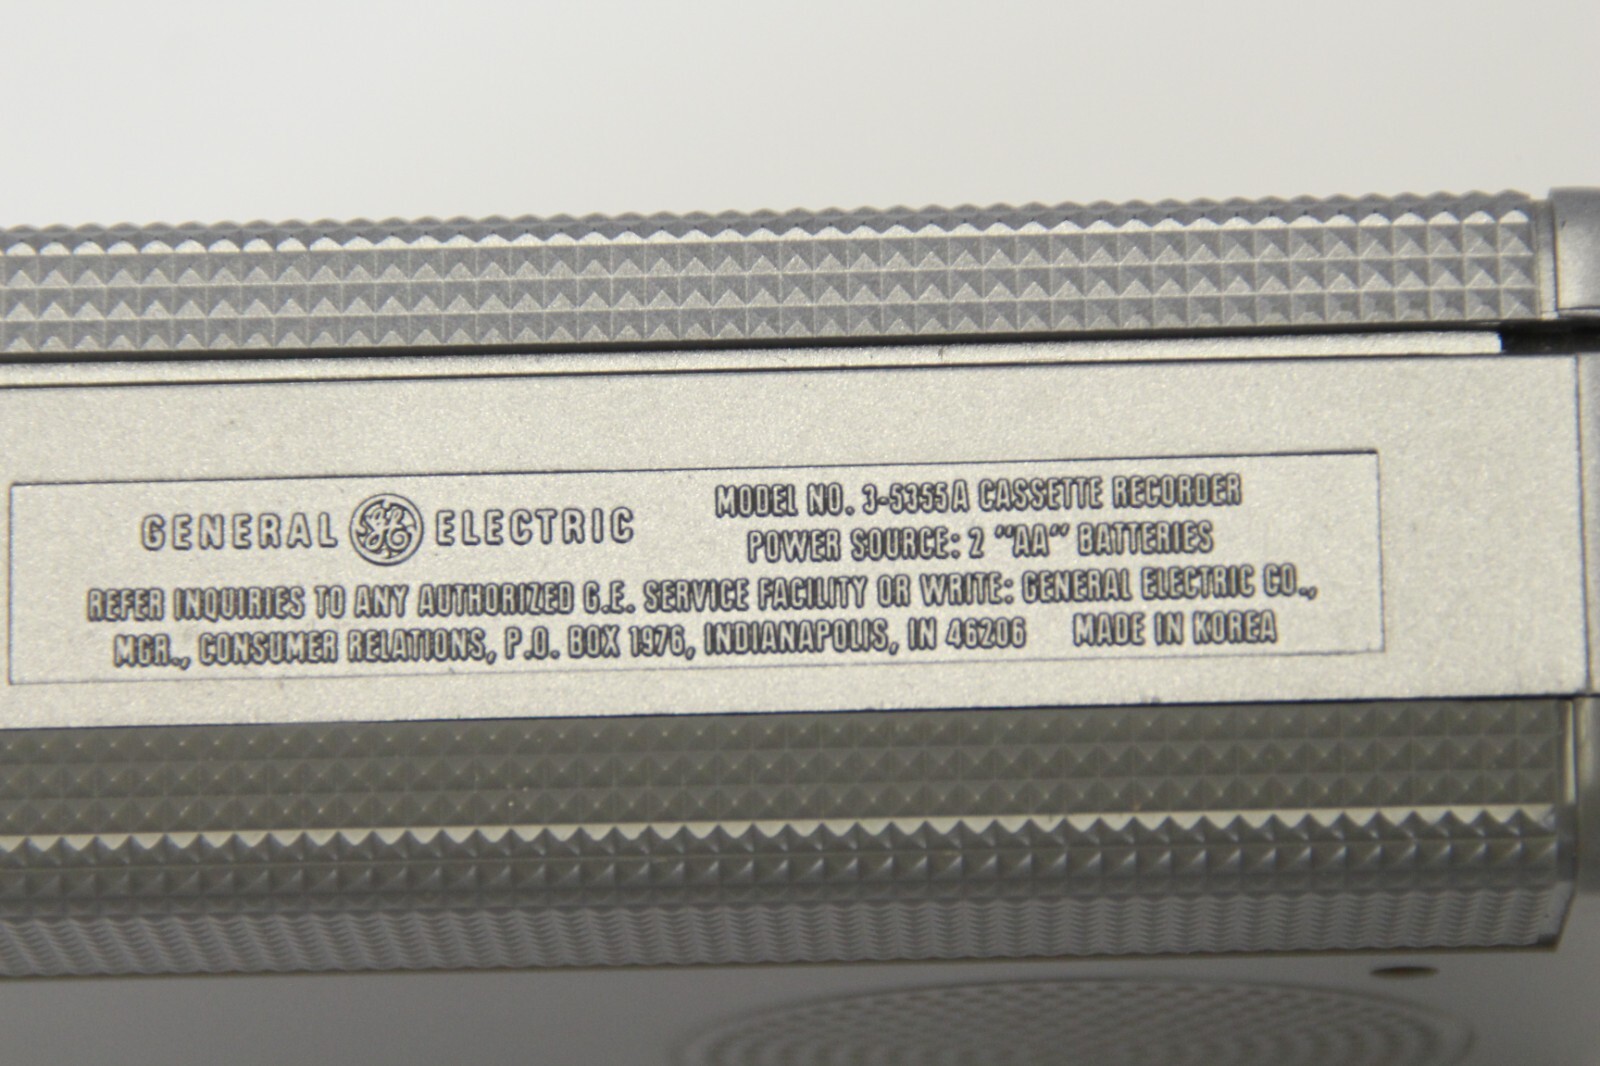 GENERAL GE ELECTRIC
MODEL NO. 3-5355A CASSETTE RECORDER
POWER SOURCE: 2 "AA" BATTERIES
REFER INQUIRIES TO ANY AUTHORIZED G.E. SERVICE FACILITY OR WRITE: GENERAL ELECTRIC CO.,
MGR., CONSUMER RELATIONS, P.O. BOX 1976, INDIANAPOLIS, IN 46206 MADE IN KOREA